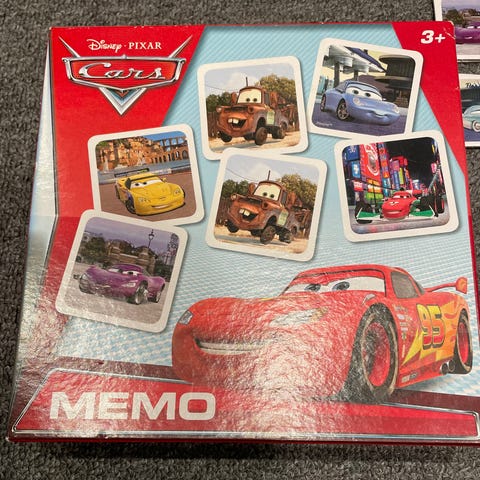 Disney · PIXAR
Cars
3+
95
MEMO